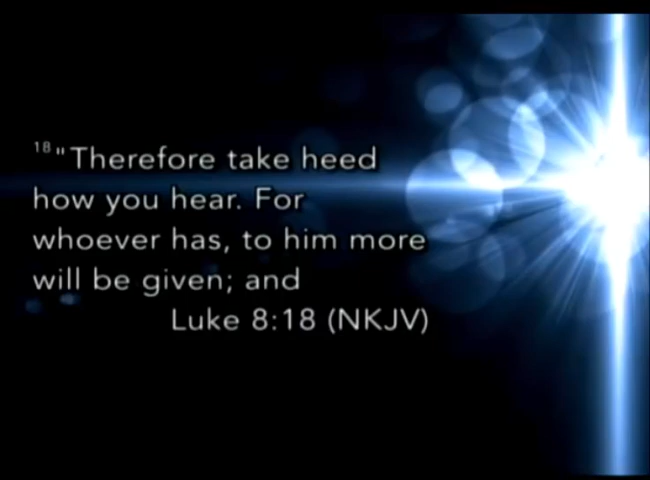 18"Therefore take heed
how you hear. For
whoever has, to him more
will be given; and
Luke 8:18 (NKJV)